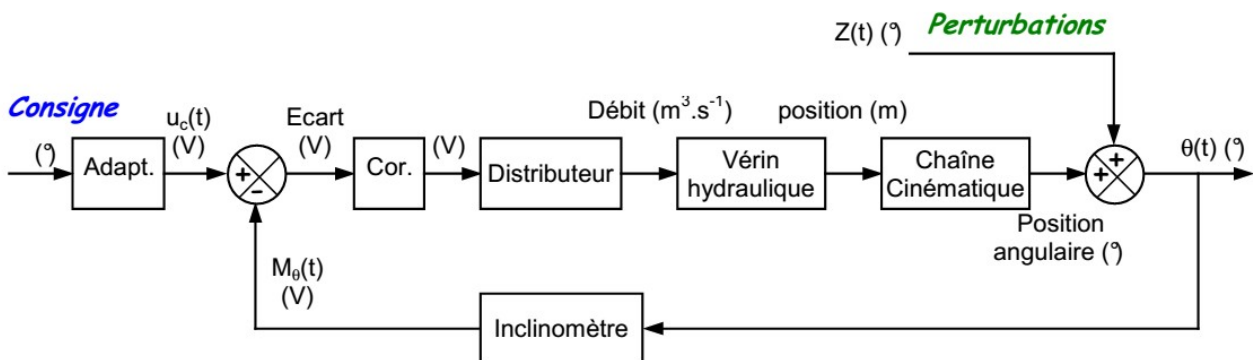 Z(t) (°)
Perturbations
Consigne
(°)
Adapt.
u_c(t)
(V)
+
-
Ecart
(V)
Cor.
(V)
Distributeur
Débit (m³.s⁻¹)
Vérin
hydraulique
position (m)
Chaîne
Cinématique
Position
angulaire (°)
+
+
θ(t) (°)
M_θ(t)
(V)
Inclinomètre